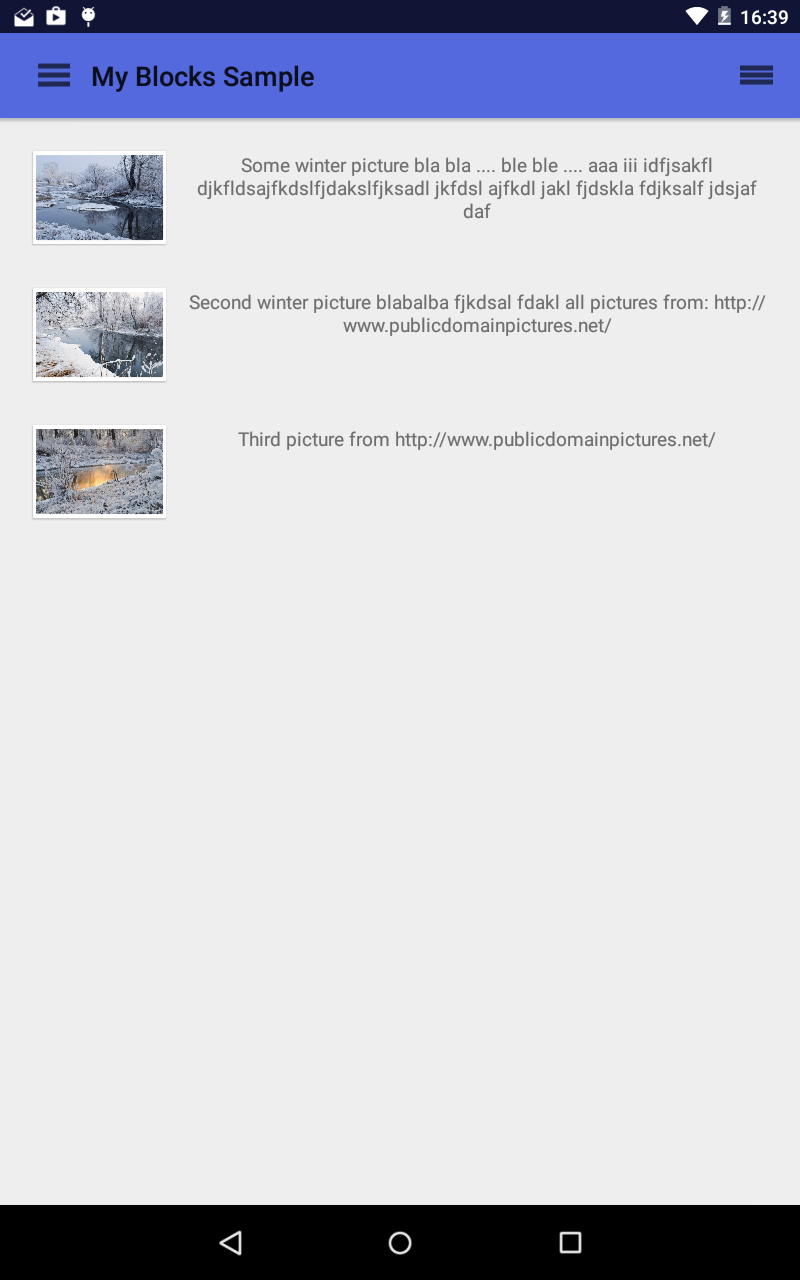 16:39
My Blocks Sample
Some winter picture bla bla .... ble ble .... aaa iii idfjsakfl
djkfldsajfkdslfjdakslfjksadl jkfdsl ajfkdl jakl fjdskla fdjksalf jdsjaf
daf
Second winter picture blabalba fjkdsal fdakl all pictures from: http://
www.publicdomainpictures.net/
Third picture from http://www.publicdomainpictures.net/